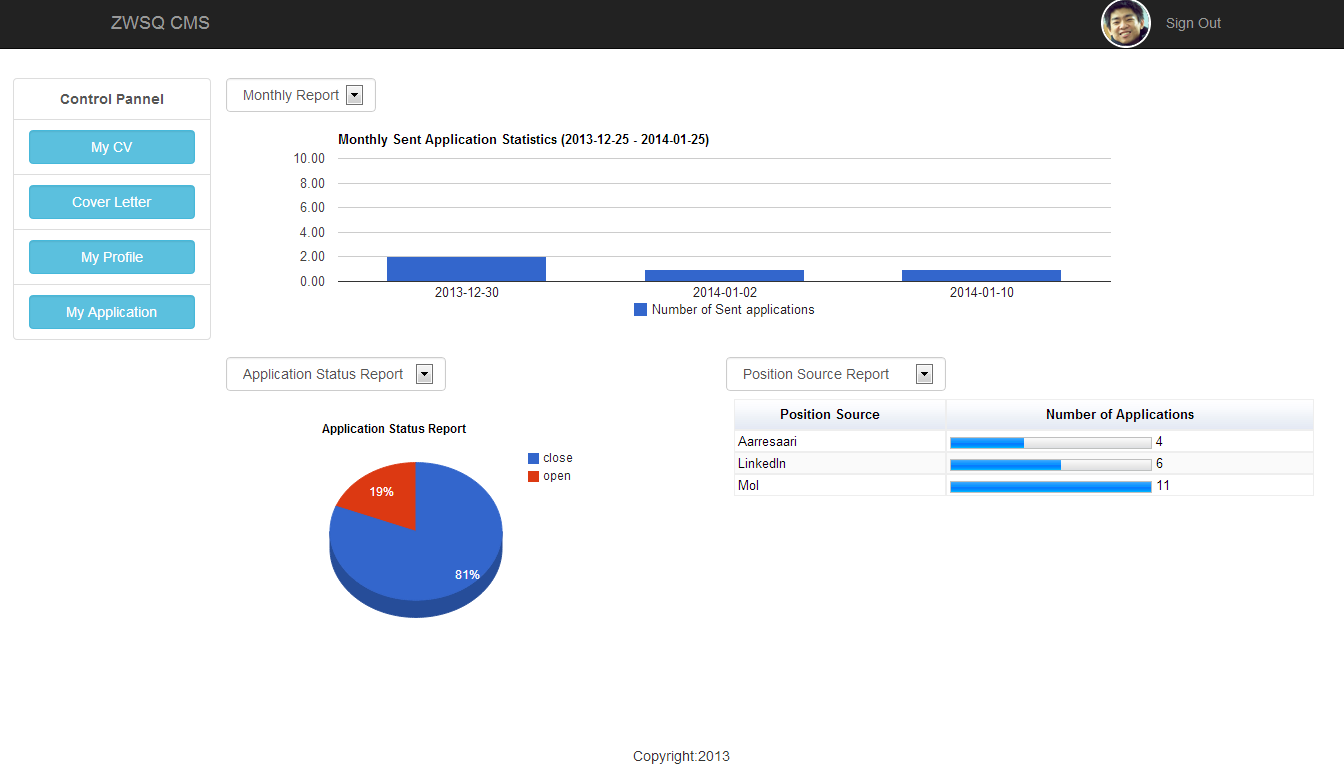 ZWSQ CMS
Sign Out
Control Pannel
My CV
Cover Letter
My Profile
My Application
Monthly Report
Monthly Sent Application Statistics (2013-12-25 - 2014-01-25)
10.00
8.00
6.00
4.00
2.00
0.00
2013-12-30 2014-01-02 2014-01-10
Number of Sent applications
Application Status Report
Application Status Report
close
open
19%
81%
Position Source Report
Position Source Number of Applications
Aarresaari 4
LinkedIn 6
Mol 11
Copyright:2013